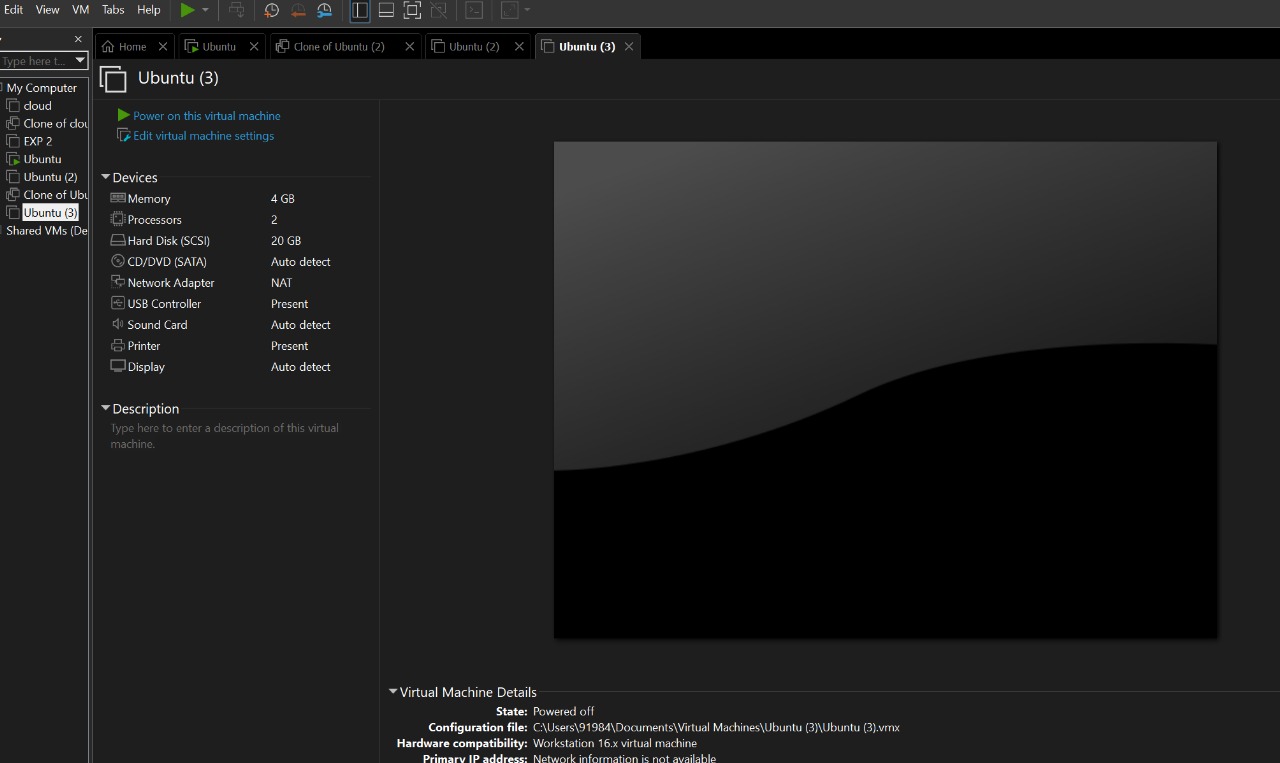 Edit View VM Tabs Help
Type here t...
Home Ubuntu Clone of Ubuntu (2) Ubuntu (2) Ubuntu (3)
My Computer
cloud
Clone of clou
EXP 2
Ubuntu
Ubuntu (2)
Clone of Ubu
Ubuntu (3)
Shared VMs (De
Ubuntu (3)
Power on this virtual machine
Edit virtual machine settings
Devices
Memory 4 GB
Processors 2
Hard Disk (SCSI) 20 GB
CD/DVD (SATA) Auto detect
Network Adapter NAT
USB Controller Present
Sound Card Auto detect
Printer Present
Display Auto detect
Description
Type here to enter a description of this virtual
machine.
Virtual Machine Details
State: Powered off
Configuration file: C:\Users\91984\Documents\Virtual Machines\Ubuntu (3)\Ubuntu (3).vmx
Hardware compatibility: Workstation 16.x virtual machine
Primary IP address: Network information is not available